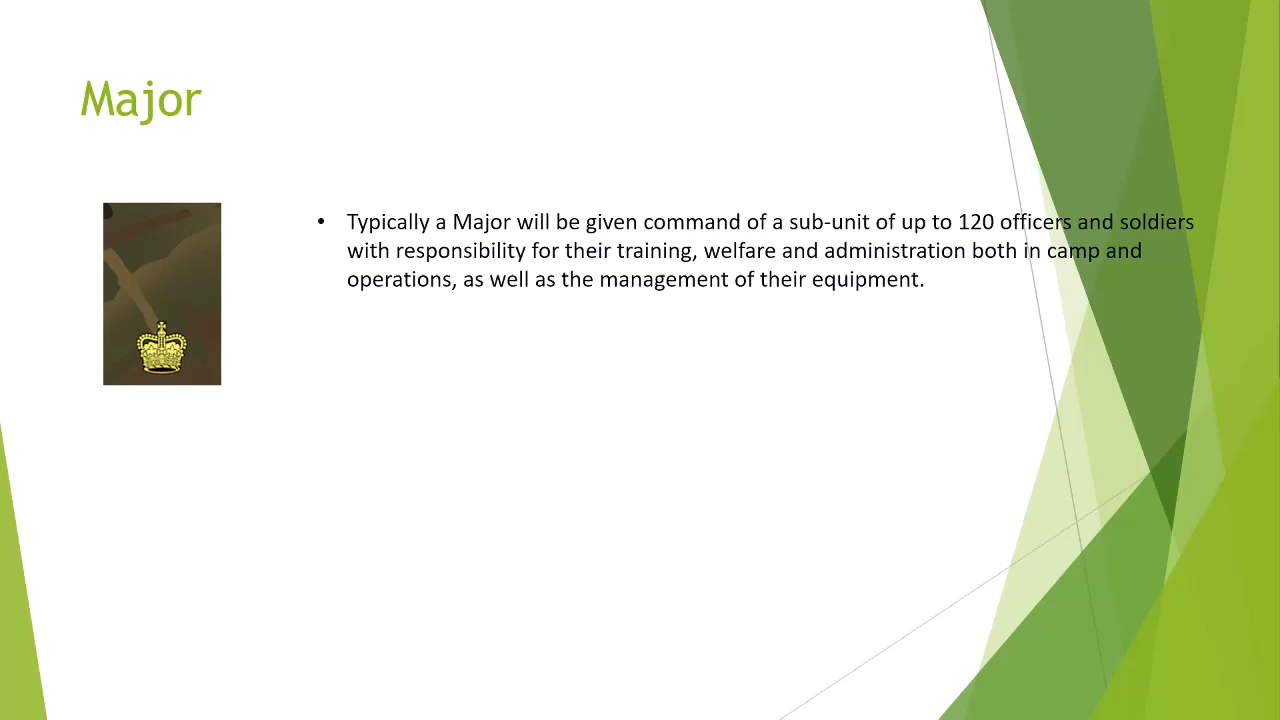 Major
• Typically a Major will be given command of a sub-unit of up to 120 officers and soldiers
with responsibility for their training, welfare and administration both in camp and
operations, as well as the management of their equipment.